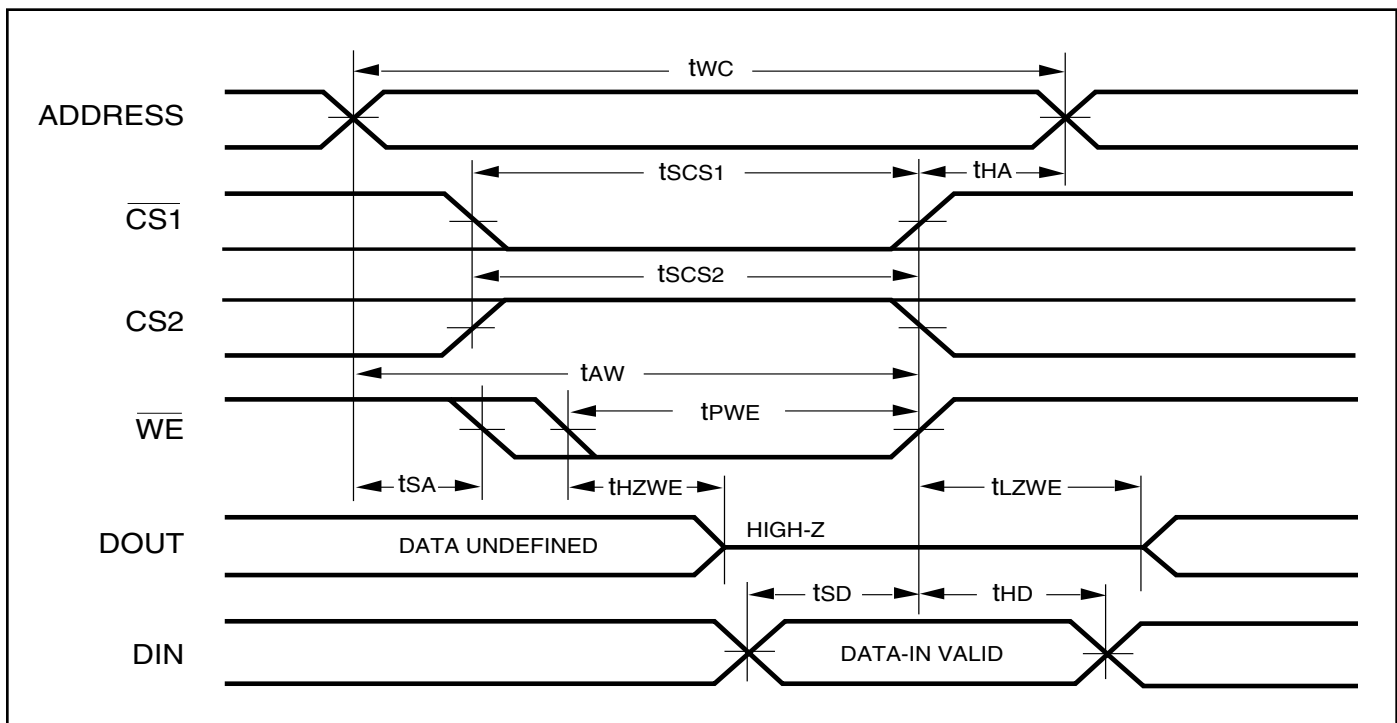 tWC
ADDRESS
tSCS1
tHA
CS1
tSCS2
CS2
tAW
tPWE
WE
tSA
tHZWE
tLZWE
DOUT
DATA UNDEFINED
HIGH-Z
tSD
tHD
DIN
DATA-IN VALID